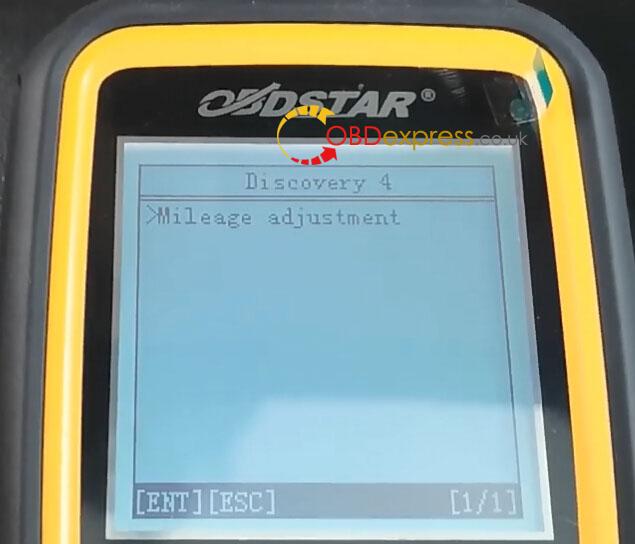 OBDSTAR®
OBDexpress.co.uk
Discovery 4
>Mileage adjustment
[ENT][ESC] [1/1]